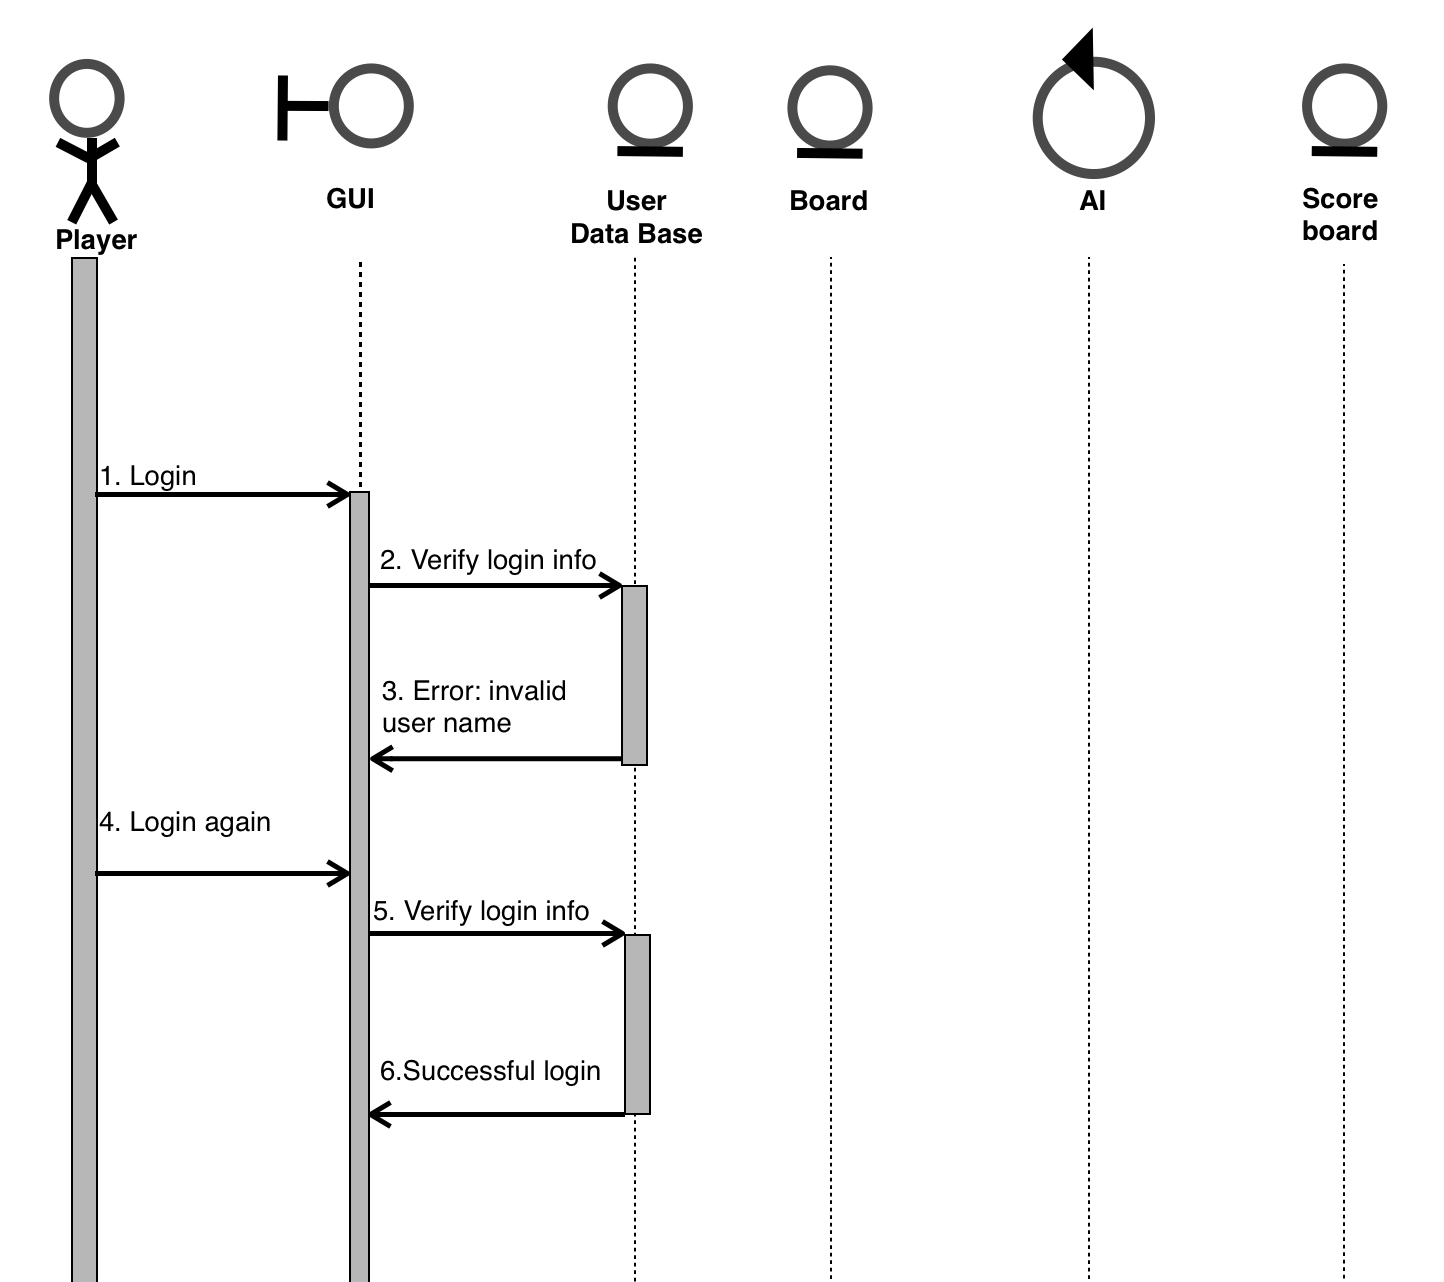 Player
GUI
User
Data Base
Board
AI
Score
board
1. Login
2. Verify login info
3. Error: invalid
user name
4. Login again
5. Verify login info
6.Successful login